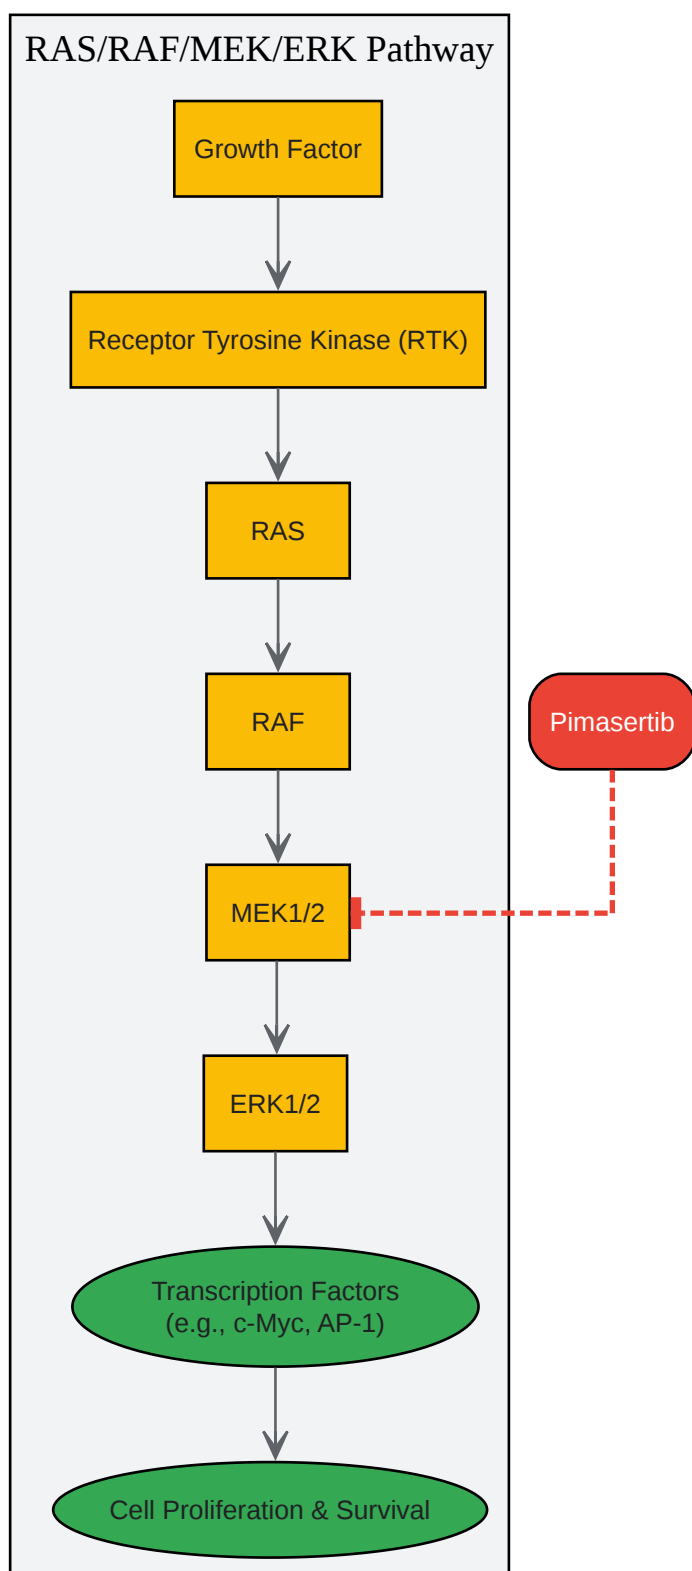 RAS/RAF/MEK/ERK Pathway
Growth Factor
Receptor Tyrosine Kinase (RTK)
RAS
RAF
Pimasertib
MEK1/2
ERK1/2
Transcription Factors
(e.g., c-Myc, AP-1)
Cell Proliferation & Survival